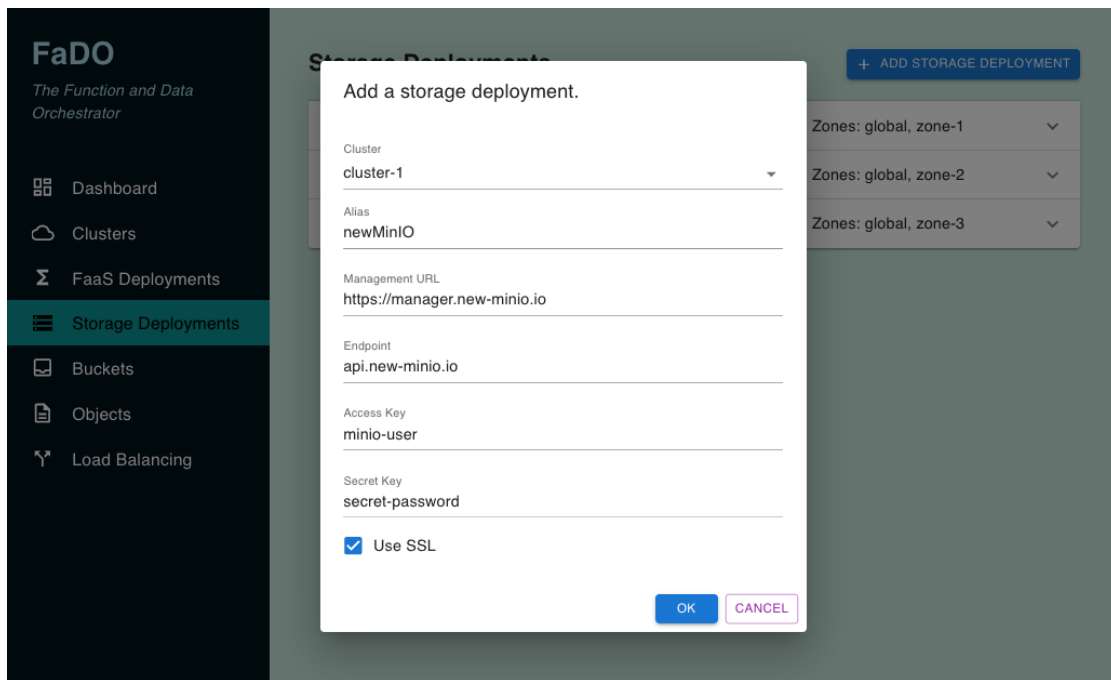 FaDO
The Function and Data
Orchestrator
Dashboard
Clusters
FaaS Deployments
Storage Deployments
Buckets
Objects
Load Balancing
Storage Deployments
+ ADD STORAGE DEPLOYMENT
Zones: global, zone-1
Zones: global, zone-2
Zones: global, zone-3
Add a storage deployment.
Cluster
cluster-1
Alias
newMinIO
Management URL
https://manager.new-minio.io
Endpoint
api.new-minio.io
Access Key
minio-user
Secret Key
secret-password
Use SSL
OK
CANCEL